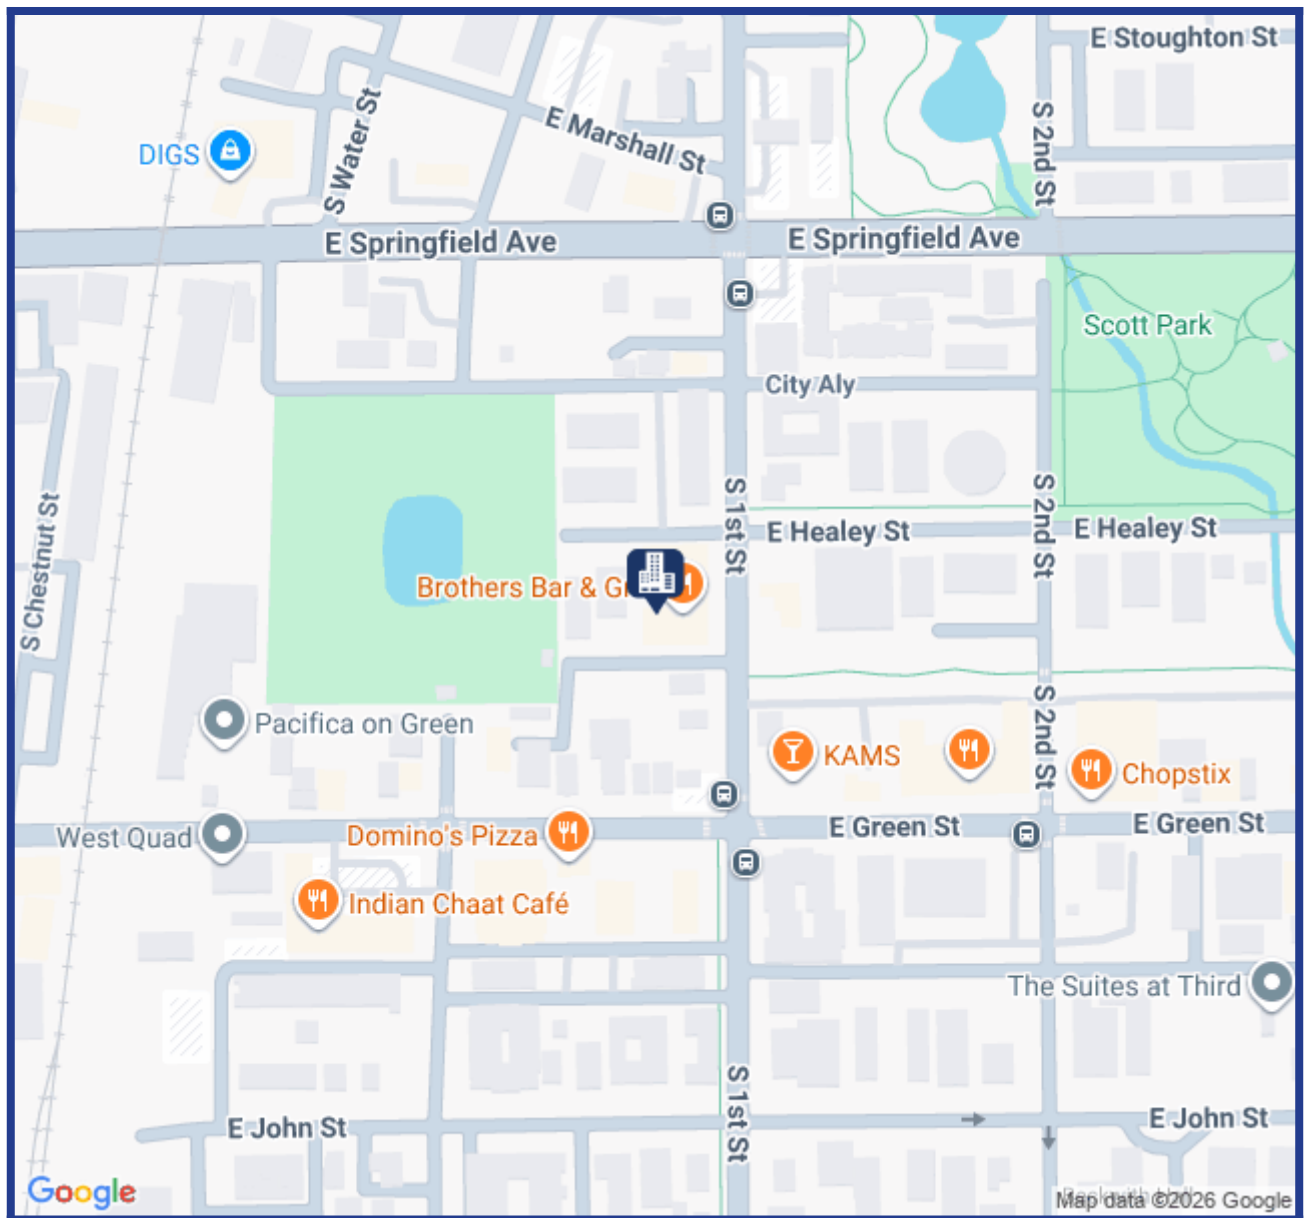 E Stoughton St
S 2nd St
E Marshall St
S Water St
DIGS
E Springfield Ave
E Springfield Ave
Scott Park
City Aly
S Chestnut St
S 1st St
S 2nd St
E Healey St
E Healey St
Brothers Bar & Gr
Pacifica on Green
S 2nd St
KAMS
Chopstix
E Green St
E Green St
West Quad
Domino's Pizza
Indian Chaat Café
The Suites at Third
S 1st St
E John St
E John St
Google
Map data ©2026 Google